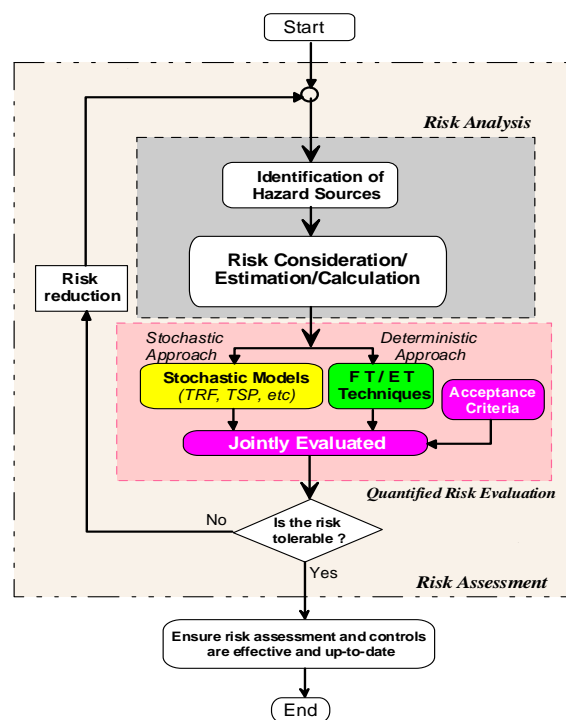 Start
Risk Analysis
Identification of
Hazard Sources
Risk Consideration/
Estimation/Calculation
Risk
reduction
Stochastic
Approach
Deterministic
Approach
Stochastic Models
(TRF, TSP, etc)
F T / E T
Techniques
Acceptance
Criteria
Jointly Evaluated
Quantified Risk Evaluation
No
Is the risk
tolerable ?
Yes
Risk Assessment
Ensure risk assessment and controls
are effective and up-to-date
End